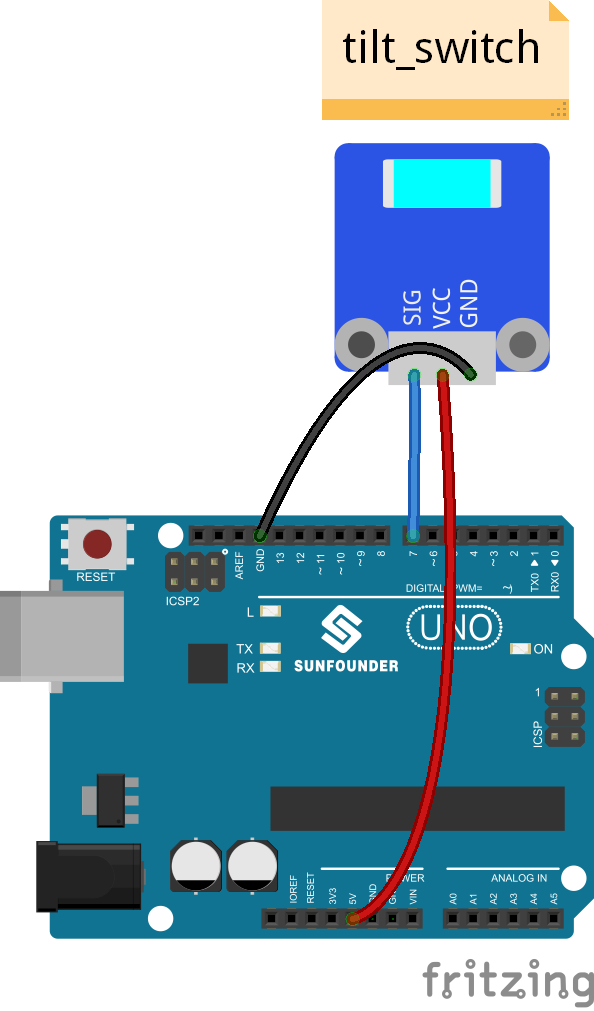 tilt_switch
SIG
VCC
GND
RESET
ICSP2
AREF
GND
13
12
~11
~10
~9
8
7
~6
4
~3
2
TX0 ▶ 1
RX0 ◀ 0
DIGITAL PWM=
L
TX
RX
SUNFOUNDER
UNO
ON
1
ICSP
IOREF
RESET
3V3
5V
GND
VIN
POWER
ANALOG IN
A0
A1
A2
A3
A4
A5
fritzing